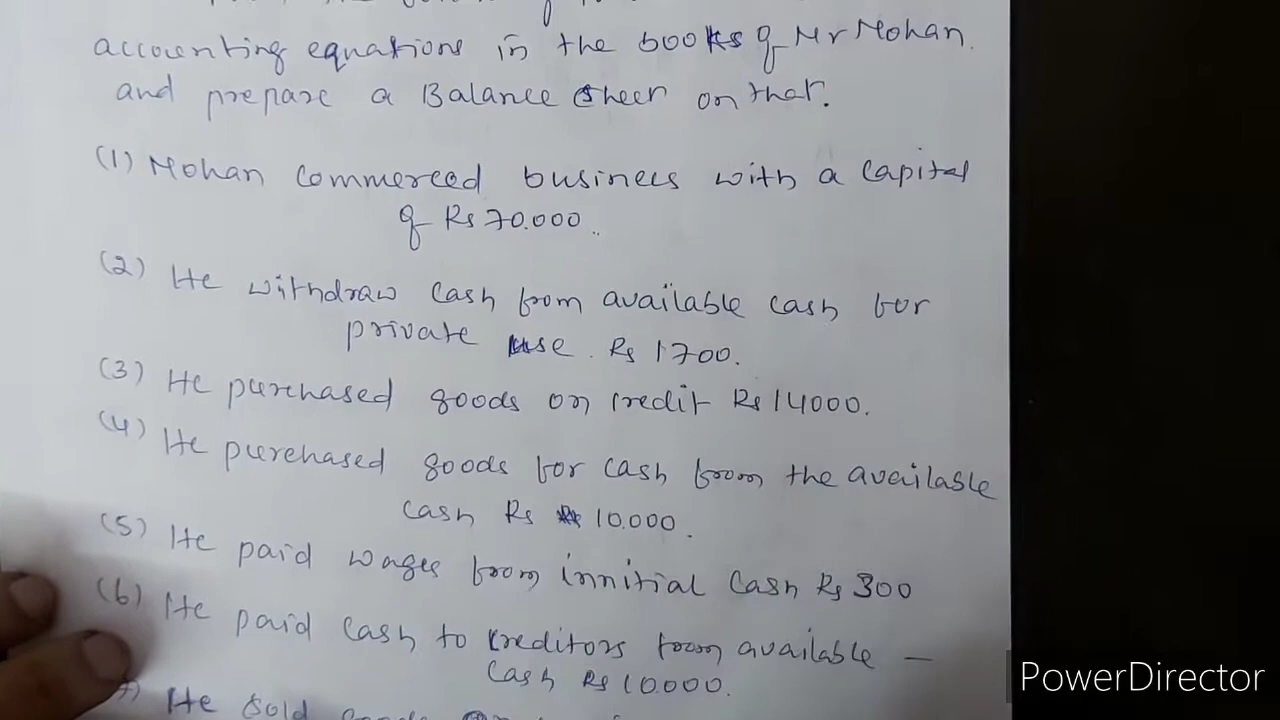 accounting equations in the books of Mr Mohan.
and prepare a Balance Sheet on that.
(1) Mohan commenced business with a capital
of Rs 70.000..
(2) He withdraw cash from available cash for
private use. Rs 1700.
(3) He purchased goods on credit Rs 14000.
(4) He purchased goods for cash from the available
cash Rs 10.000.
(5) He paid wages from innitial cash Rs 300
(6) He paid cash to creditors from available —
cash Rs 10.000.
7) He sold goods
PowerDirector